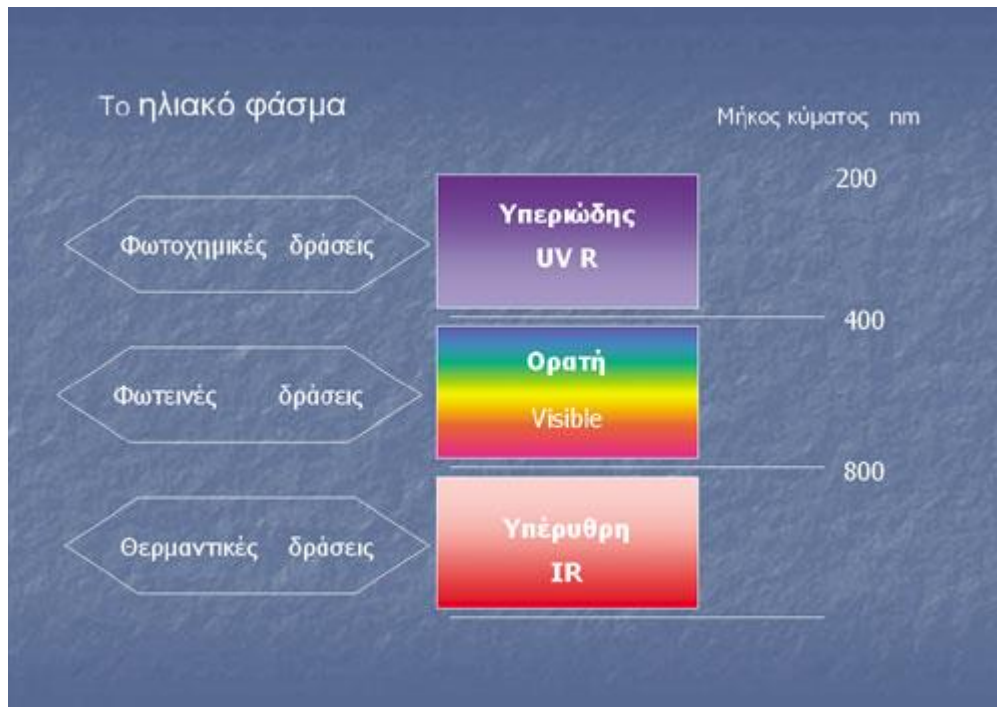 Το ηλιακό φάσμα
Μήκος κύματος nm
200
Φωτοχημικές δράσεις
Υπεριώδης
UV R
400
Φωτεινές δράσεις
Ορατή
Visible
800
Θερμαντικές δράσεις
Υπέρυθρη
IR